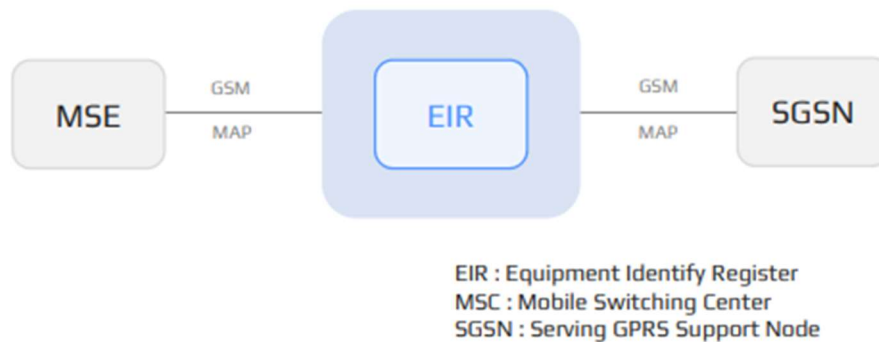 GSM
GSM
MSE
EIR
SGSN
MAP
MAP
EIR : Equipment Identify Register
MSC : Mobile Switching Center
SGSN : Serving GPRS Support Node